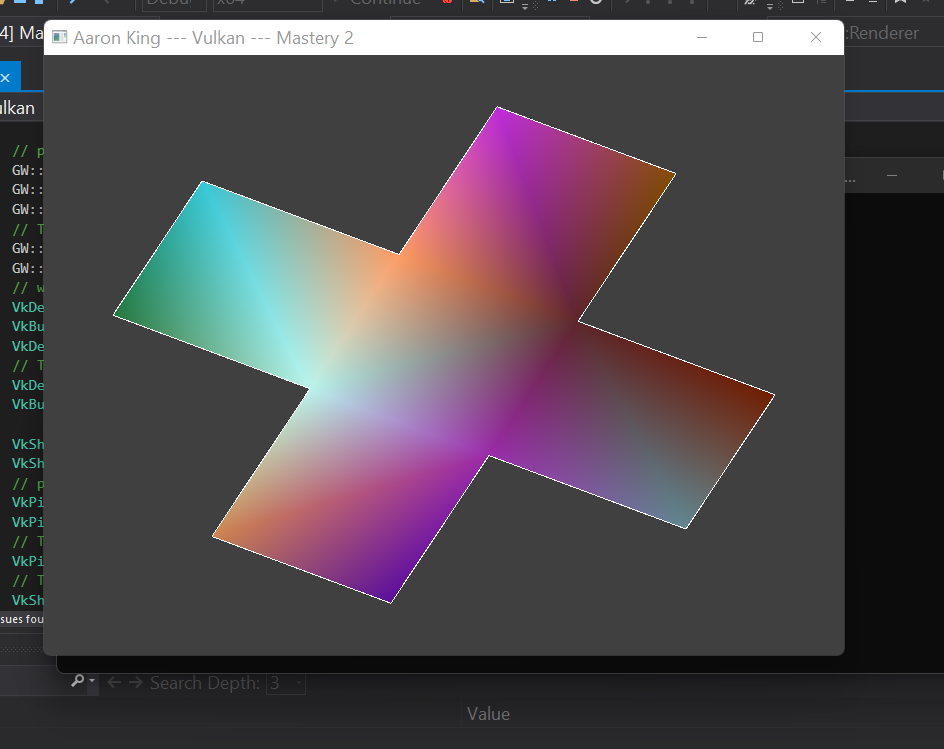 x64
Continue
4] Ma
:Renderer
Aaron King --- Vulkan --- Mastery 2
ulkan
// p
GW::
GW::
GW::
// T
GW::
GW::
// w
VkDe
VkBu
VkDe
// T
VkDe
VkBu
VkSh
VkSh
// p
VkPi
VkPi
// T
VkPi
// T
VkSh
sues fou
...
Search Depth: 3
Value